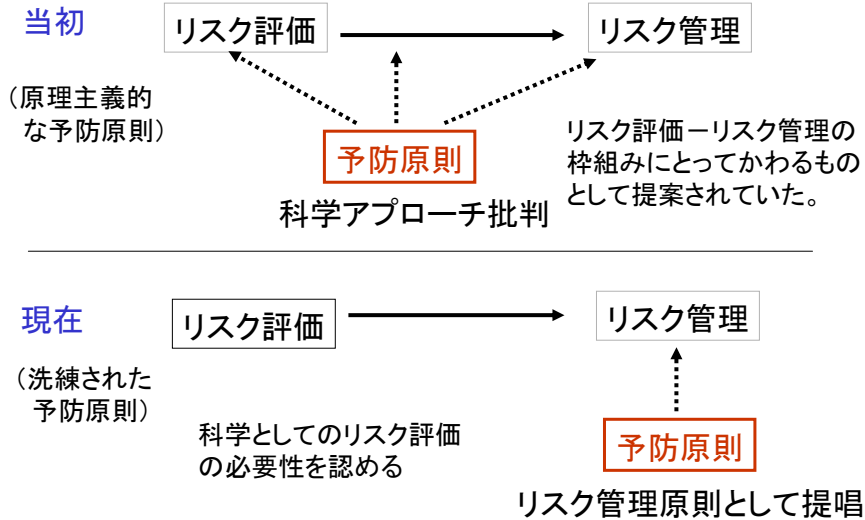 当初
リスク評価
リスク管理
（原理主義的
な予防原則）
予防原則
科学アプローチ批判
リスク評価－リスク管理の
枠組みにとってかわるもの
として提案されていた。
現在
リスク評価
リスク管理
（洗練された
予防原則）
科学としてのリスク評価
の必要性を認める
予防原則
リスク管理原則として提唱